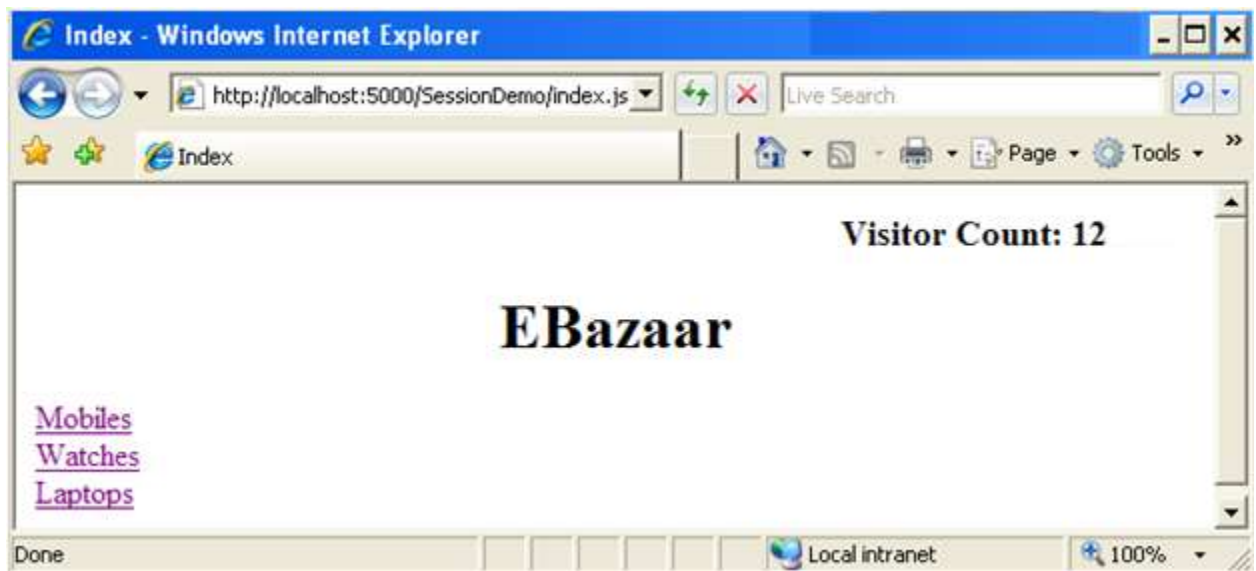 Index - Windows Internet Explorer
http://localhost:5000/SessionDemo/index.js
Live Search
Index
Page
Tools
»
Visitor Count: 12
EBazaar
Mobiles
Watches
Laptops
Done
Local intranet
100%